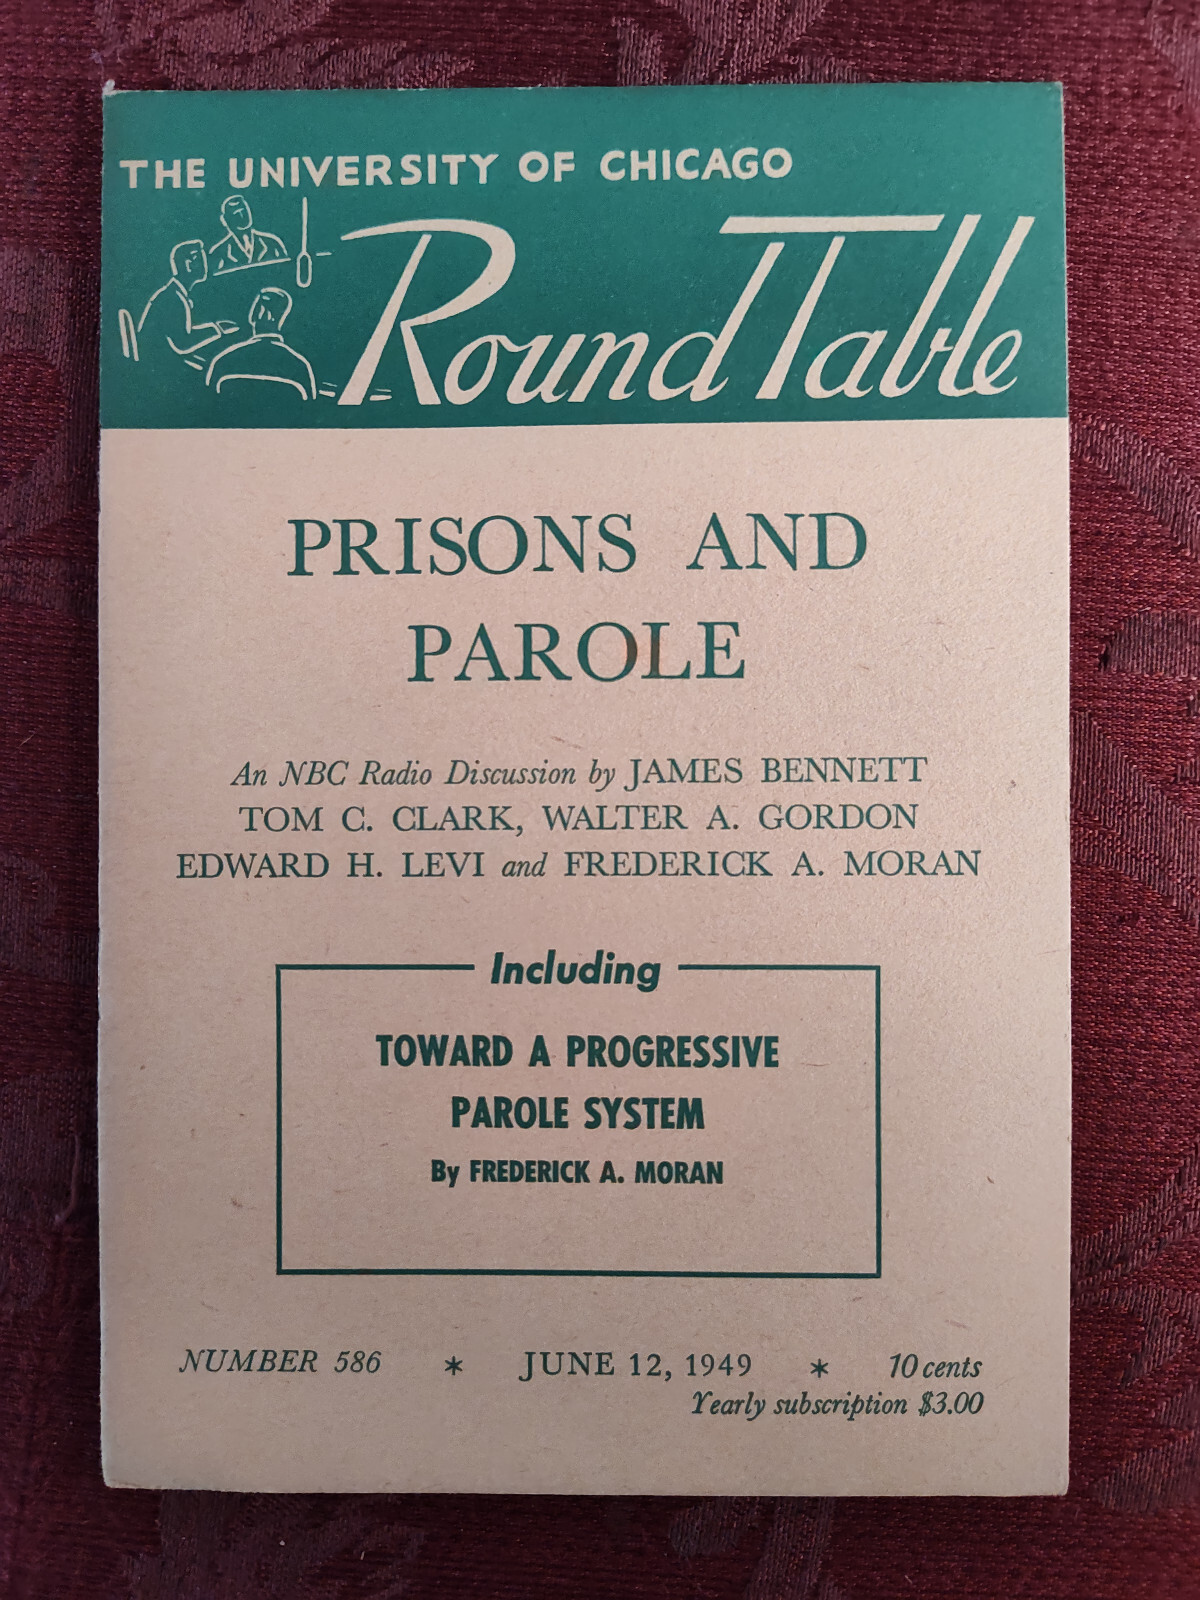 THE UNIVERSITY OF CHICAGO
Round Table
PRISONS AND
PAROLE
An NBC Radio Discussion by JAMES BENNETT
TOM C. CLARK, WALTER A. GORDON
EDWARD H. LEVI and FREDERICK A. MORAN
Including
TOWARD A PROGRESSIVE
PAROLE SYSTEM
By FREDERICK A. MORAN
NUMBER 586 * JUNE 12, 1949 * 10 cents
Yearly subscription $3.00